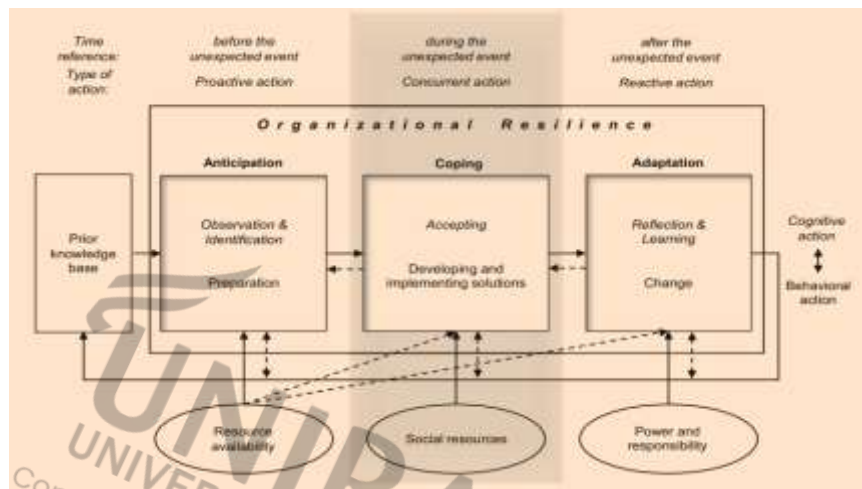 Time
reference:
Type of
action:
before the
unexpected event
Proactive action
during the
unexpected event
Concurrent action
after the
unexpected event
Reactive action
Organizational Resilience
Anticipation
Coping
Adaptation
Prior
knowledge
base
Observation &
Identification
Preparation
Accepting
Developing and
implementing solutions
Reflection &
Learning
Change
Cognitive
action
Behavioral
action
Resource
availability
Social resources
Power and
responsibility